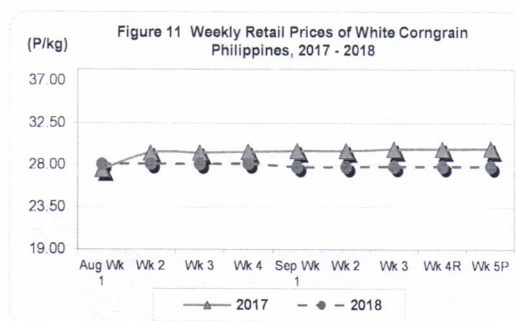 Figure 11  Weekly Retail Prices of White Corngrain
Philippines, 2017 - 2018
(P/kg)
37.00
32.50
28.00
23.50
19.00
Aug Wk 1 Wk 2 Wk 3 Wk 4 Sep Wk 1 Wk 2 Wk 3 Wk 4R Wk 5P
2017 2018